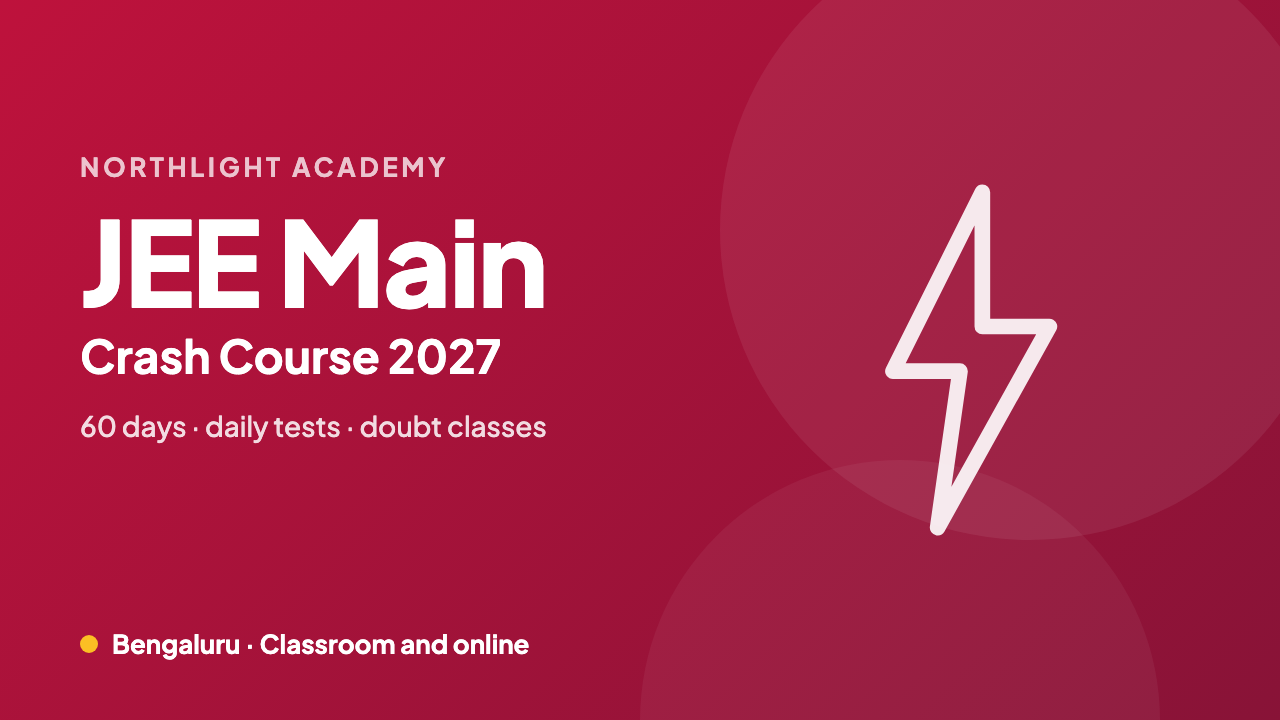 NORTHLIGHT ACADEMY
JEE Main
Crash Course 2027
60 days · daily tests · doubt classes
Bengaluru · Classroom and online